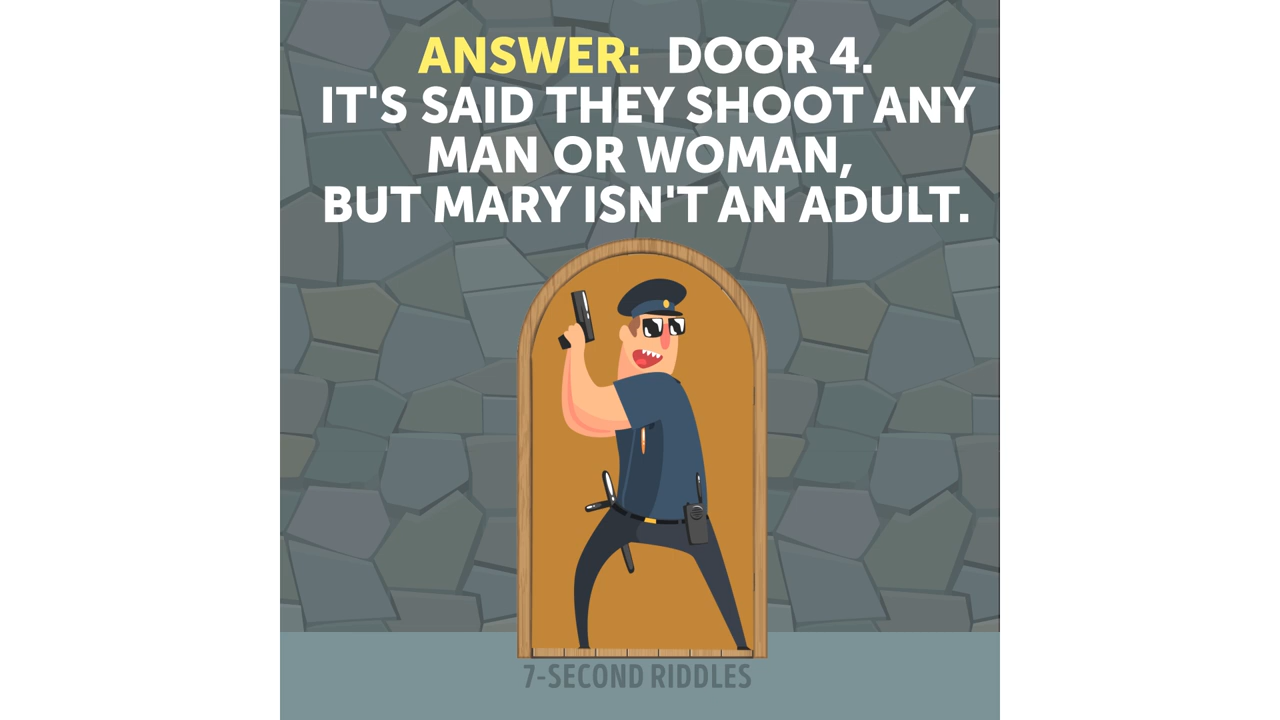 ANSWER: DOOR 4.
IT'S SAID THEY SHOOT ANY
MAN OR WOMAN,
BUT MARY ISN'T AN ADULT.
7-SECOND RIDDLES